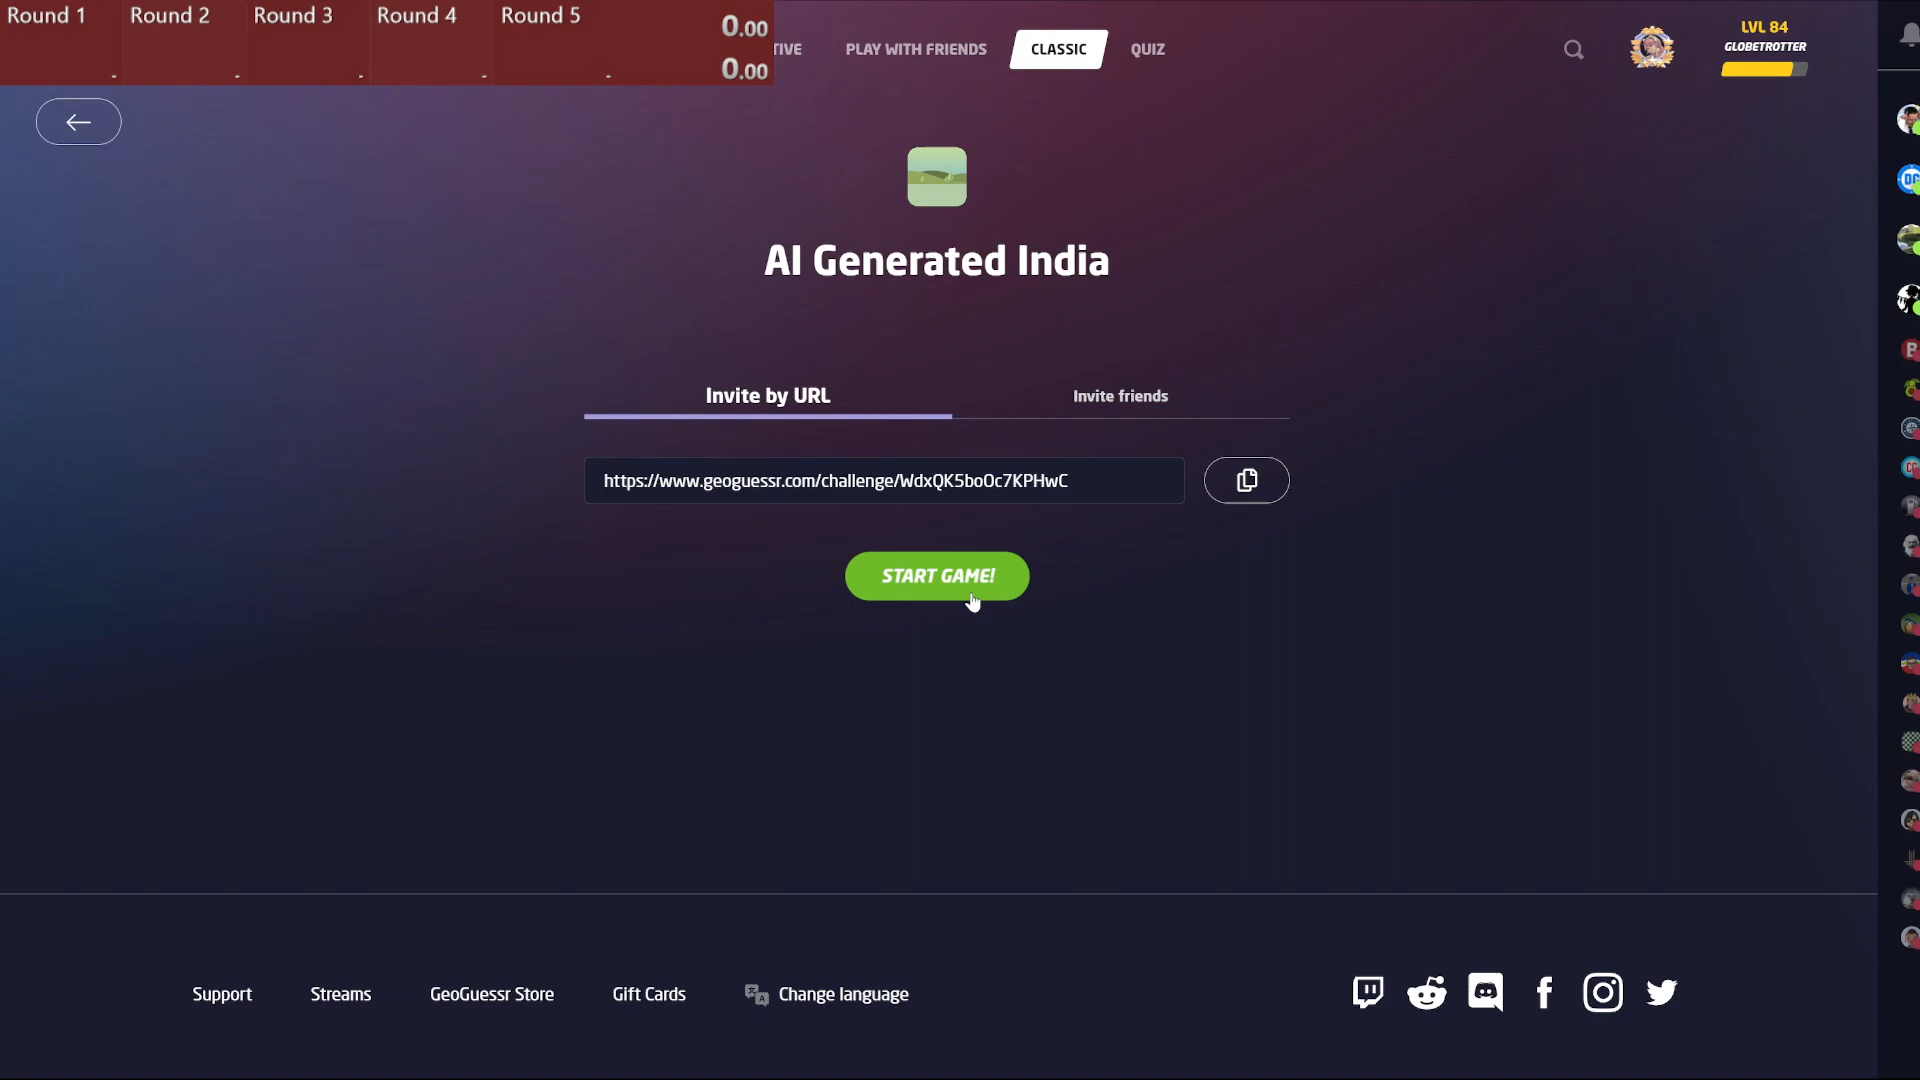 Round 1 Round 2 Round 3 Round 4 Round 5
0.00
- - - - - 0.00
TIVE PLAY WITH FRIENDS CLASSIC QUIZ
LVL 84
GLOBETROTTER
AI Generated India
Invite by URL Invite friends
https://www.geoguessr.com/challenge/WdxQK5boOc7KPHwC
START GAME!
Support Streams GeoGuessr Store Gift Cards Change language